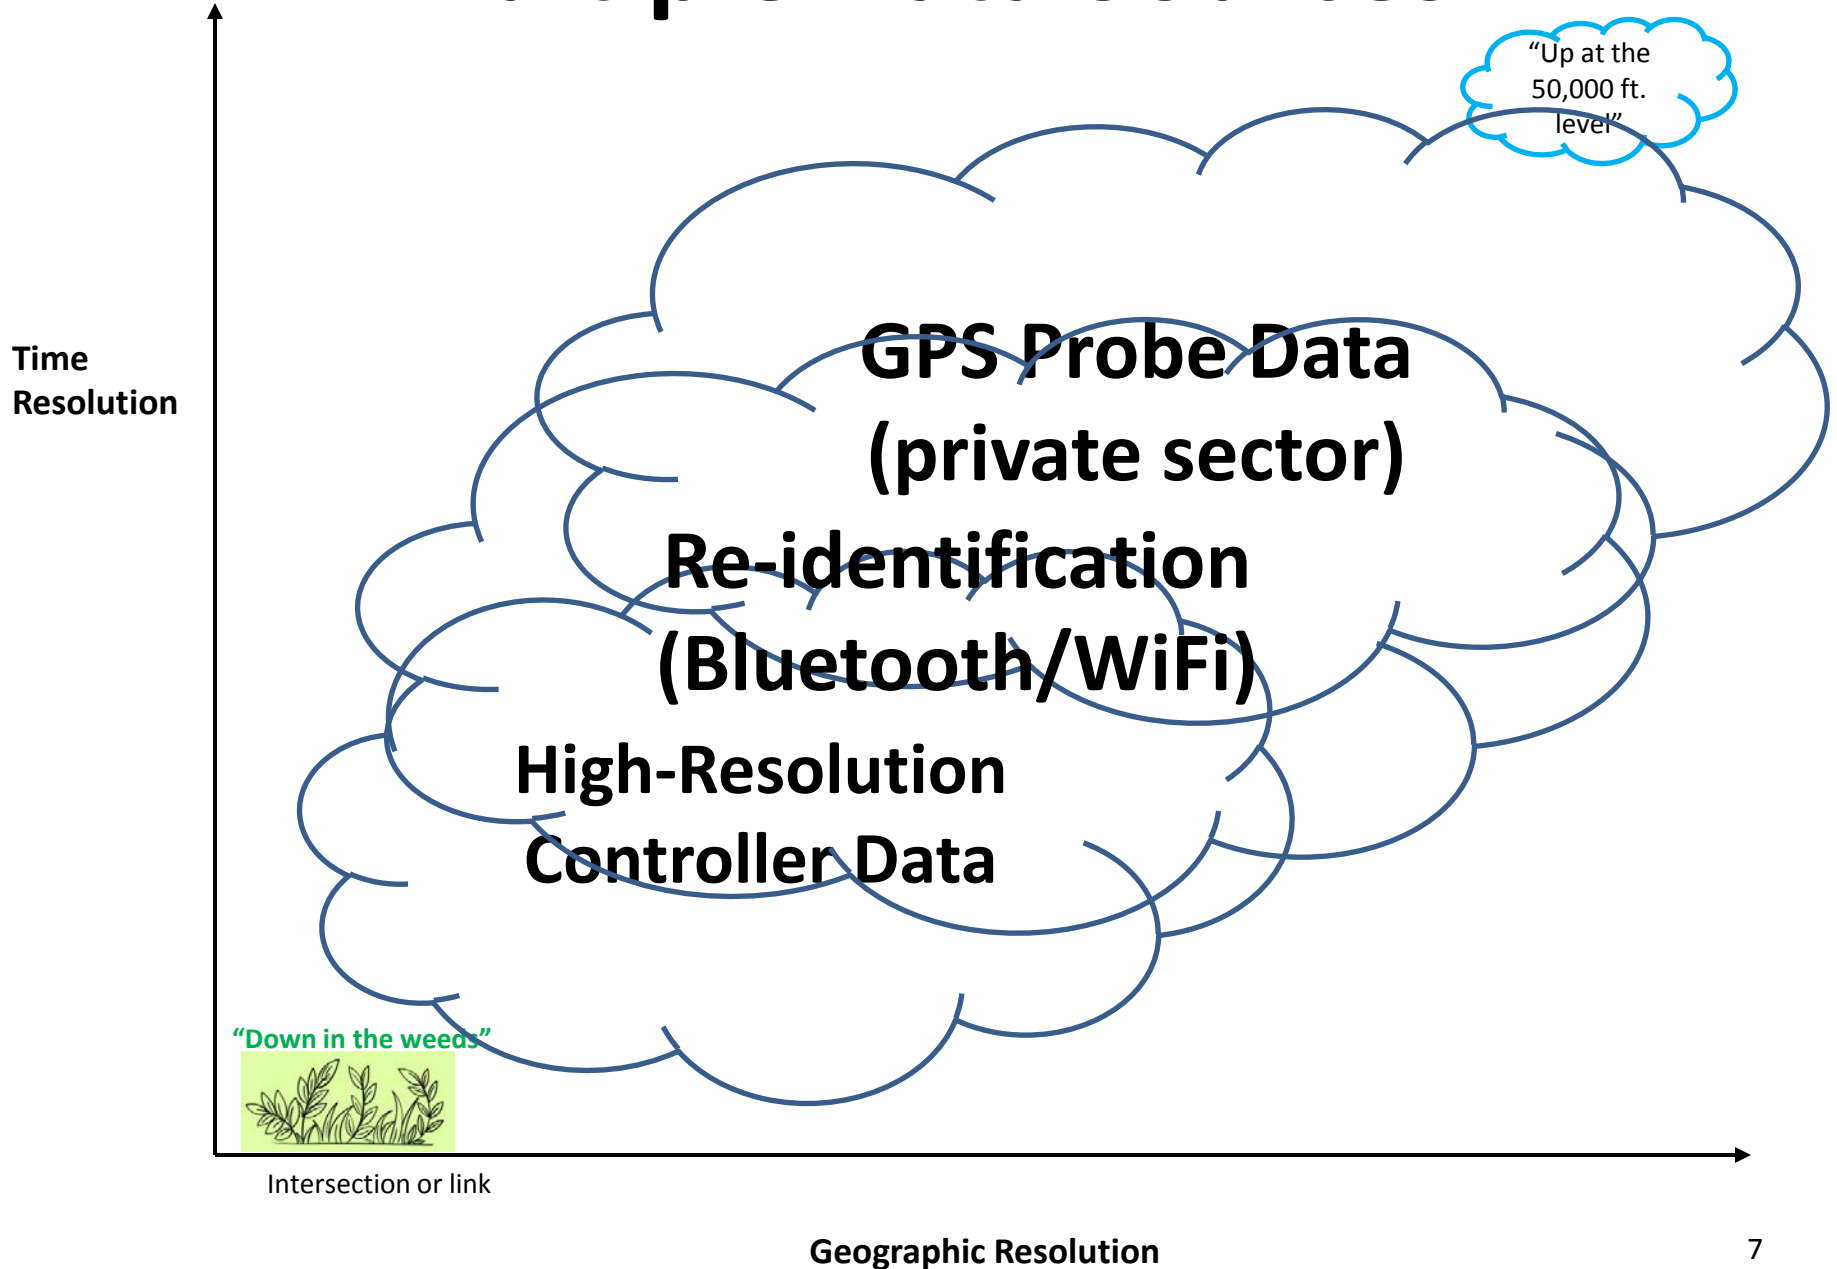 “Up at the
50,000 ft.
level”
Time
Resolution
GPS Probe Data
(private sector)
Re-identification
(Bluetooth/WiFi)
High-Resolution
Controller Data
“Down in the weeds”
Intersection or link
Geographic Resolution
7